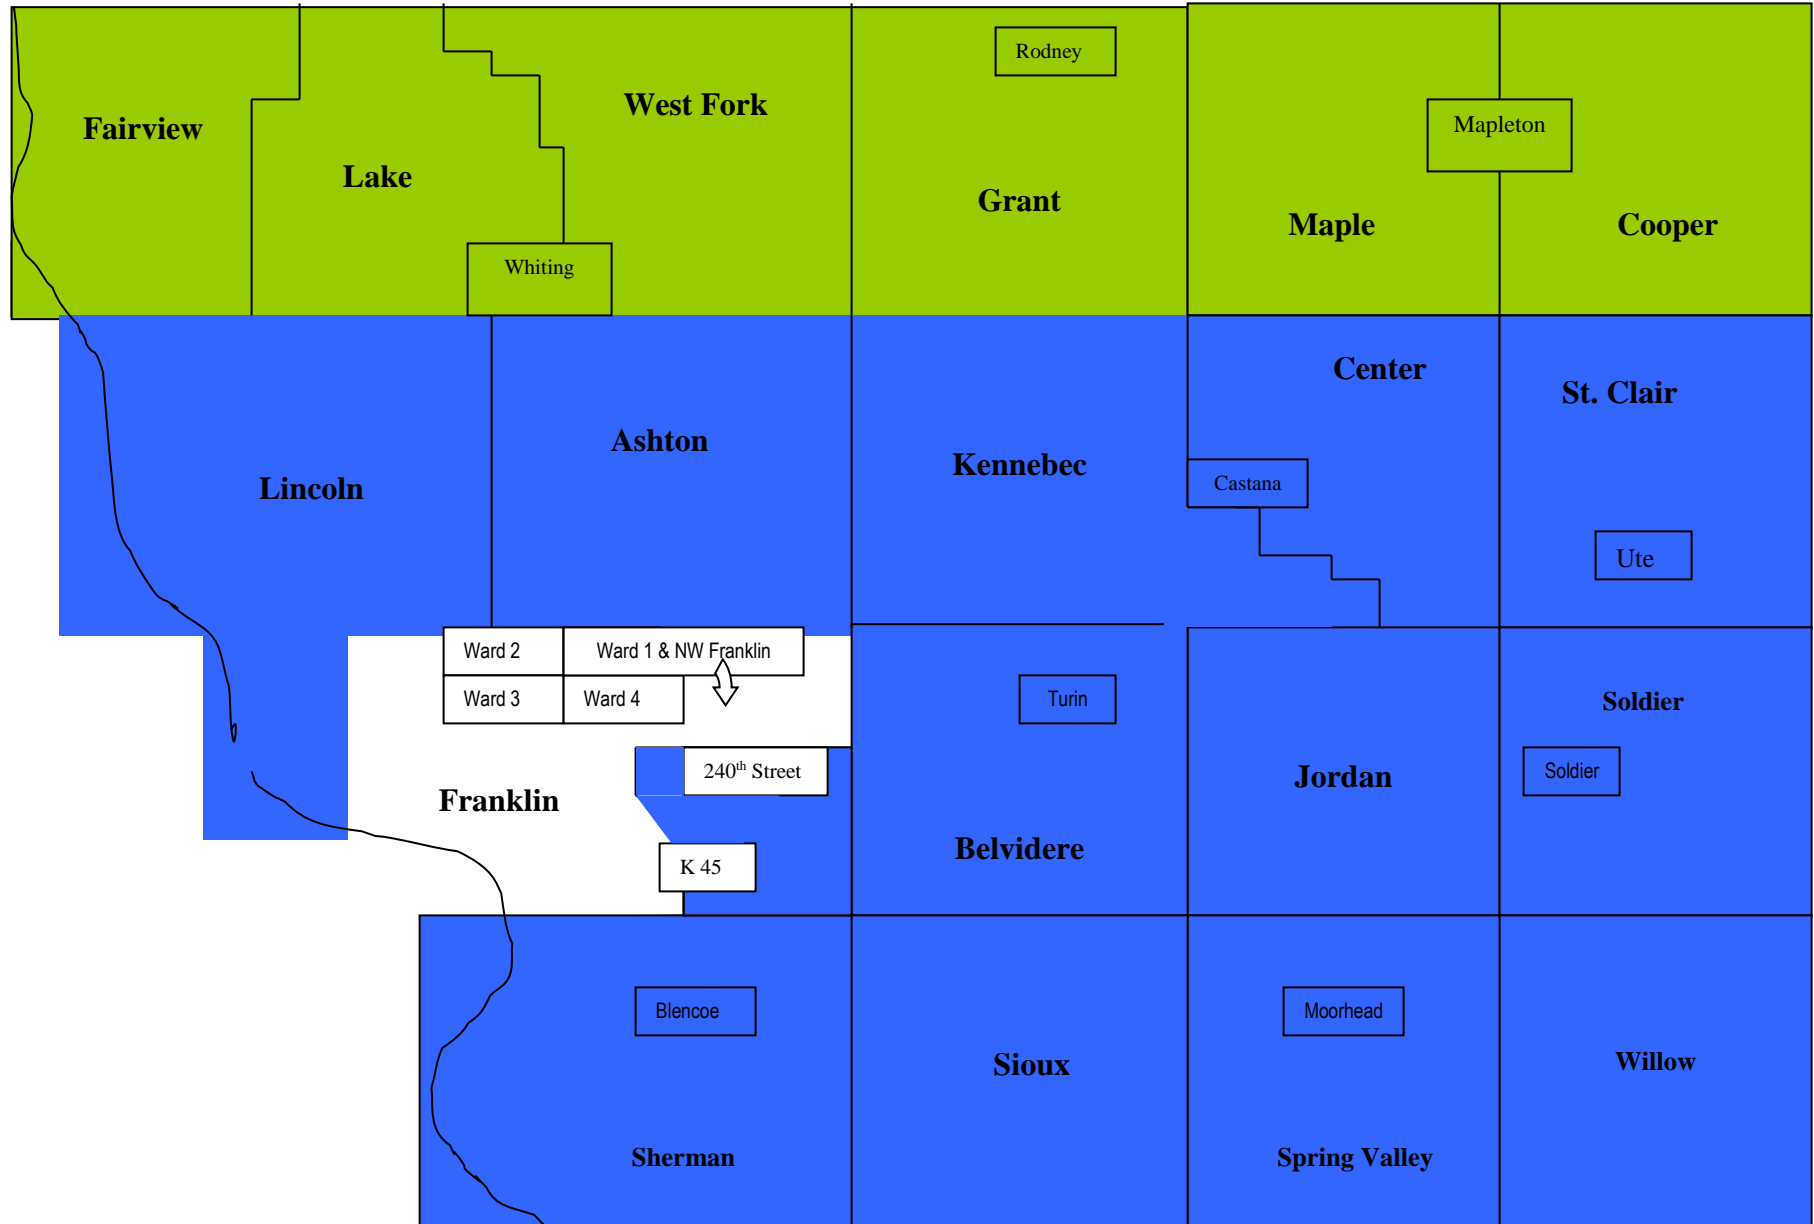 Rodney
West Fork
Mapleton
Fairview
Lake
Grant
Maple
Cooper
Whiting
Center
St. Clair
Ashton
Kennebec
Castana
Lincoln
Ute
Ward 2
Ward 1 & NW Franklin
Ward 3
Ward 4
Turin
Soldier
240th Street
Jordan
Soldier
Franklin
Belvidere
K 45
Blencoe
Moorhead
Sioux
Willow
Sherman
Spring Valley